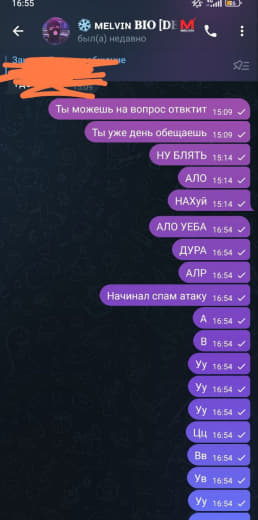 16:55
MELVIN BIO [D
был(а) недавно
15:09
Ты можешь на вопрос отвктит 15:09
Ты уже день обещаешь 15:09
НУ БЛЯТЬ 15:14
АЛО 15:14
НАХуй 15:14
АЛО УЕБА 16:54
ДУРА 16:54
АЛР 16:54
Начинал спам атаку 16:54
А 16:54
В 16:54
Уу 16:54
Уу 16:54
Уу 16:54
Цц 16:54
Вв 16:54
Ув 16:54
Уу 16:54